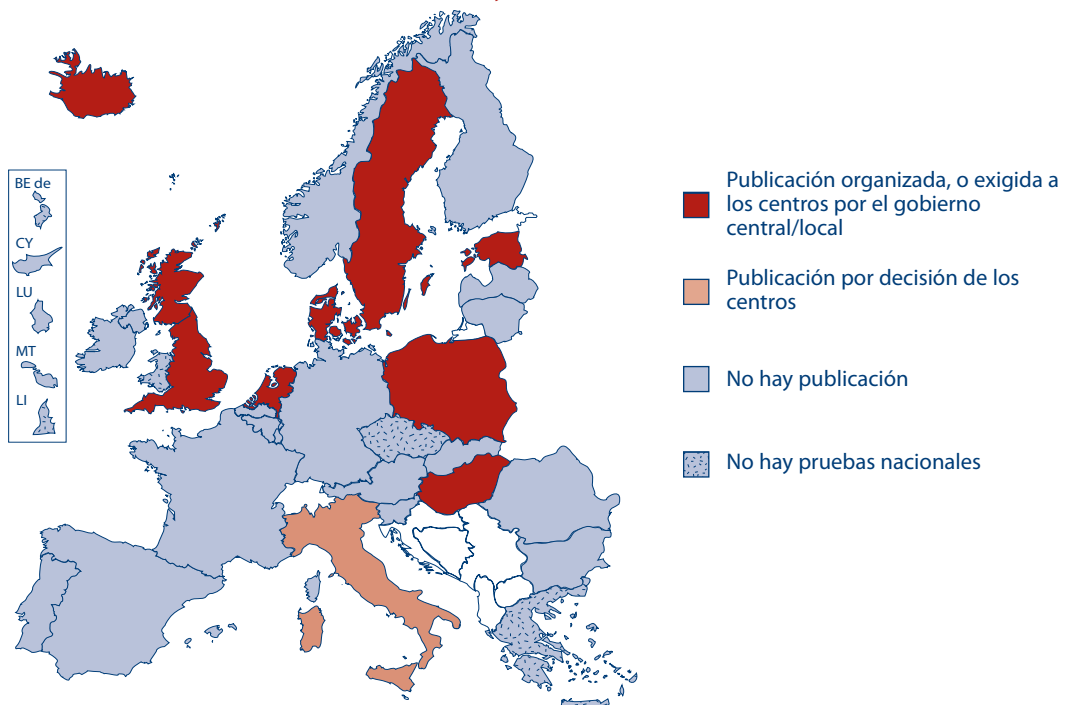 BE de
CY
LU
MT
LI
Publicación organizada, o exigida a
los centros por el gobierno
central/local
Publicación por decisión de los
centros
No hay publicación
No hay pruebas nacionales